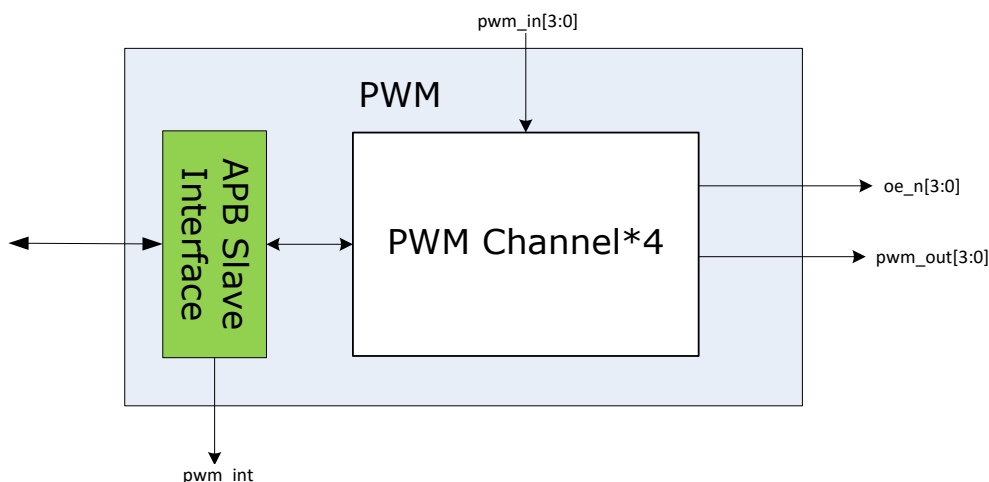 pwm_in[3:0]
PWM
APB Slave
Interface
PWM Channel*4
oe_n[3:0]
pwm_out[3:0]
pwm_int